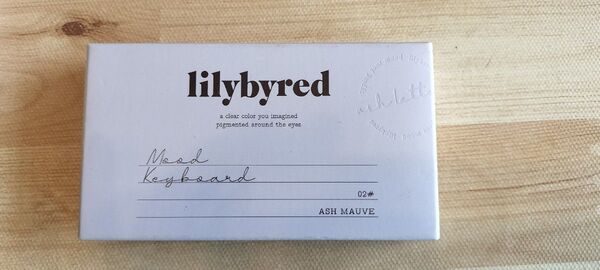 lilybyred
a clear color you imagined
pigmented around the eyes
Mood
Keyboard
02#
ASH MAUVE